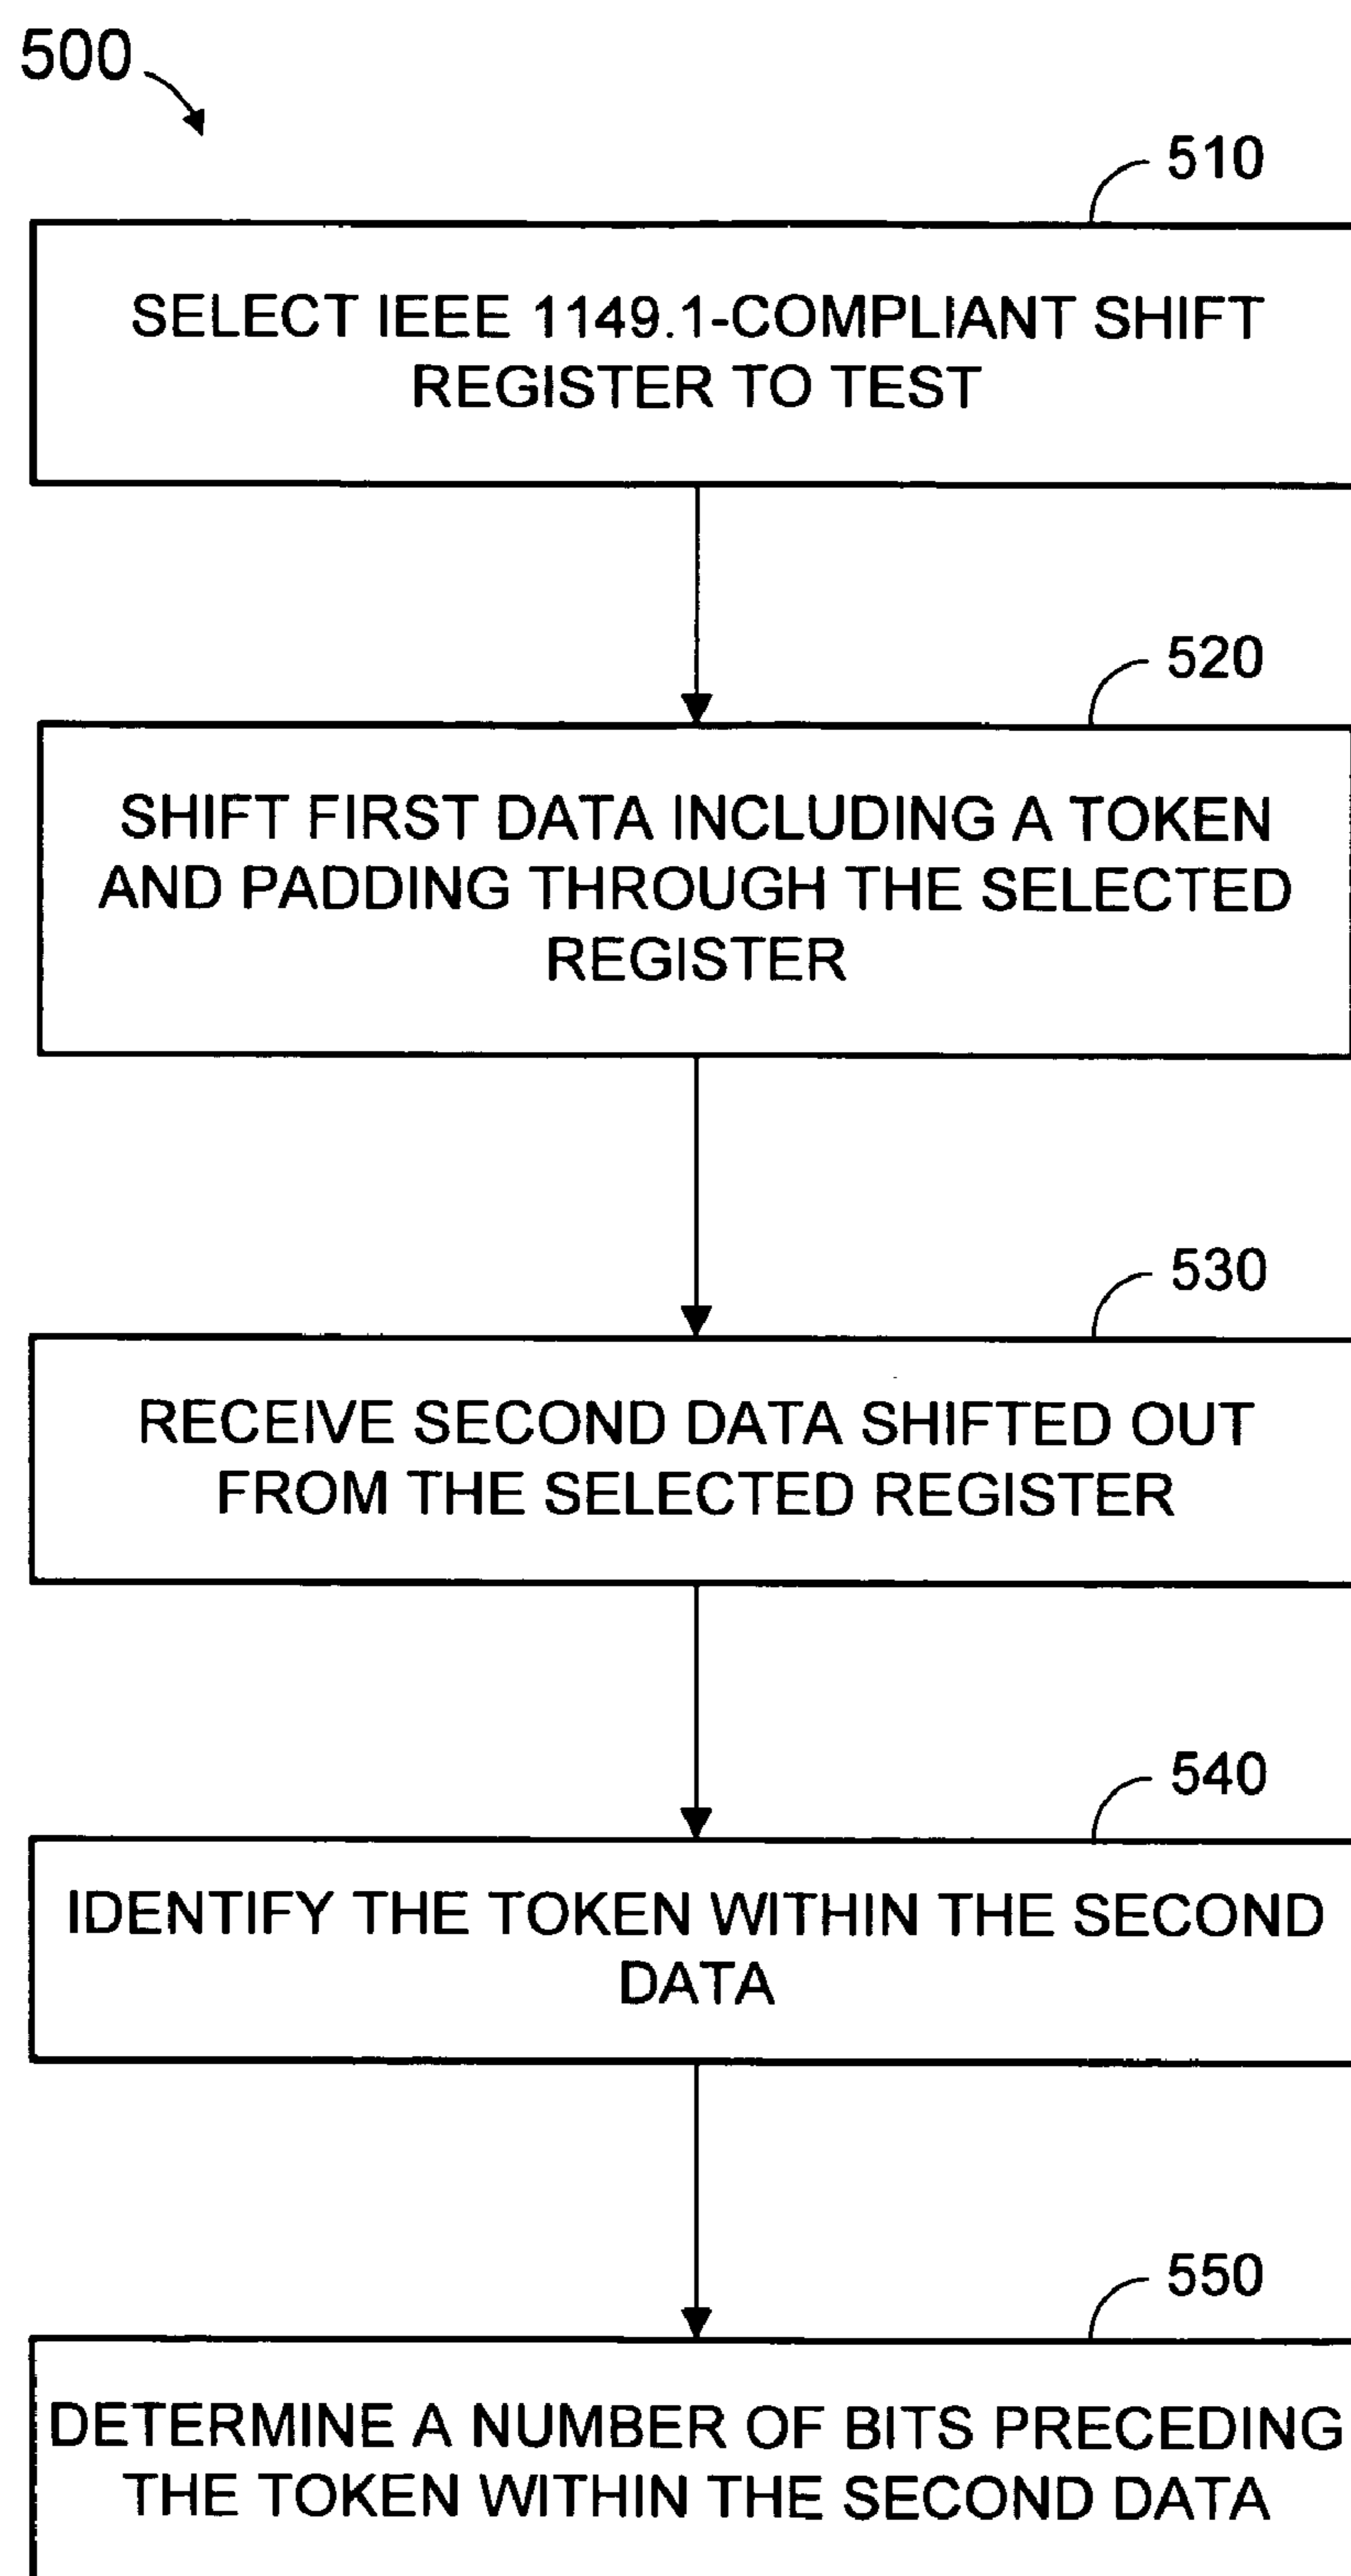 500
510
SELECT IEEE 1149.1-COMPLIANT SHIFT
REGISTER TO TEST
520
SHIFT FIRST DATA INCLUDING A TOKEN
AND PADDING THROUGH THE SELECTED
REGISTER
530
RECEIVE SECOND DATA SHIFTED OUT
FROM THE SELECTED REGISTER
540
IDENTIFY THE TOKEN WITHIN THE SECOND
DATA
550
DETERMINE A NUMBER OF BITS PRECEDING
THE TOKEN WITHIN THE SECOND DATA